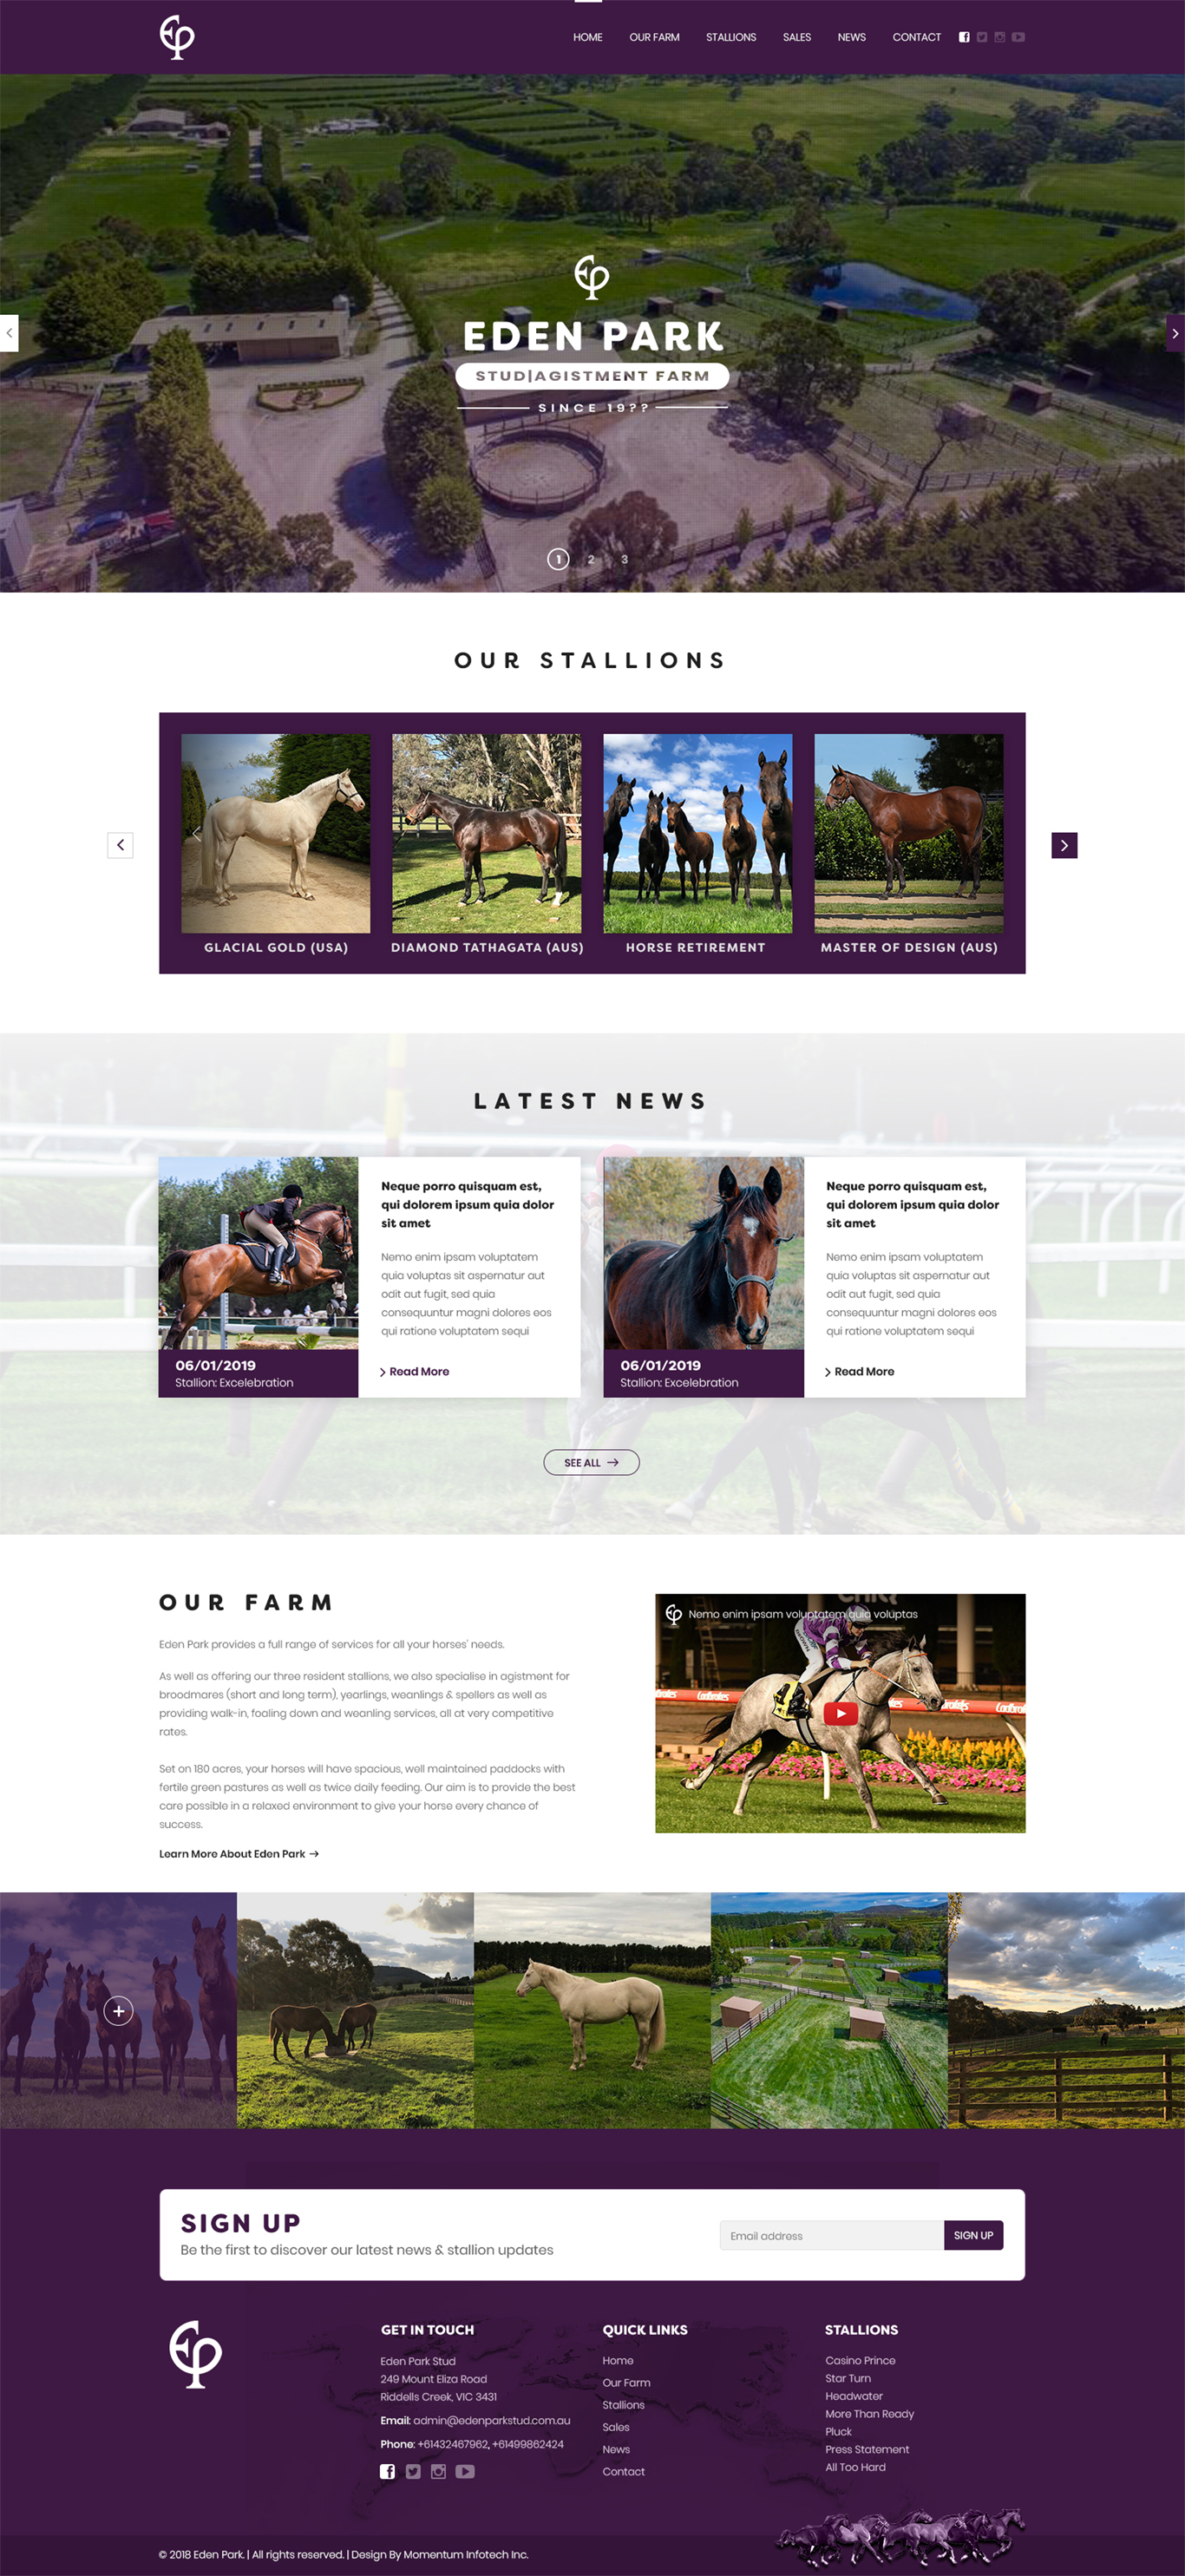 EP
HOME OUR FARM STALLIONS SALES NEWS CONTACT
EP
EDEN PARK
STUD|AGISTMENT FARM
SINCE 19??
1 2 3
OUR STALLIONS
GLACIAL GOLD (USA)
DIAMOND TATHAGATA (AUS)
HORSE RETIREMENT
MASTER OF DESIGN (AUS)
LATEST NEWS
Neque porro quisquam est,
qui dolorem ipsum quia dolor
sit amet
Nemo enim ipsam voluptatem
quia voluptas sit aspernatur aut
odit aut fugit, sed quia
consequuntur magni dolores eos
qui ratione voluptatem sequi
Read More
06/01/2019
Stallion: Excelebration
Neque porro quisquam est,
qui dolorem ipsum quia dolor
sit amet
Nemo enim ipsam voluptatem
quia voluptas sit aspernatur aut
odit aut fugit, sed quia
consequuntur magni dolores eos
qui ratione voluptatem sequi
Read More
06/01/2019
Stallion: Excelebration
SEE ALL
OUR FARM
Eden Park provides a full range of services for all your horses' needs.
As well as offering our three resident stallions, we also specialise in agistment for
broodmares (short and long term), yearlings, weanlings & spellers as well as
providing walk-in, foaling down and weanling services, all at very competitive
rates.
Set on 180 acres, your horses will have spacious, well maintained paddocks with
fertile green pastures as well as twice daily feeding. Our aim is to provide the best
care possible in a relaxed environment to give your horse every chance of
success.
Learn More About Eden Park
EP Nemo enim ipsam voluptatem quia voluptas
Ladbrokes
SIGN UP
Be the first to discover our latest news & stallion updates
Email address
SIGN UP
EP
GET IN TOUCH
Eden Park Stud
249 Mount Eliza Road
Riddells Creek, VIC 3431
Email: admin@edenparkstud.com.au
Phone: +61432467962, +61499862424
QUICK LINKS
Home
Our Farm
Stallions
Sales
News
Contact
STALLIONS
Casino Prince
Star Turn
Headwater
More Than Ready
Pluck
Press Statement
All Too Hard
© 2018 Eden Park. | All rights reserved. | Design By Momentum Infotech Inc.